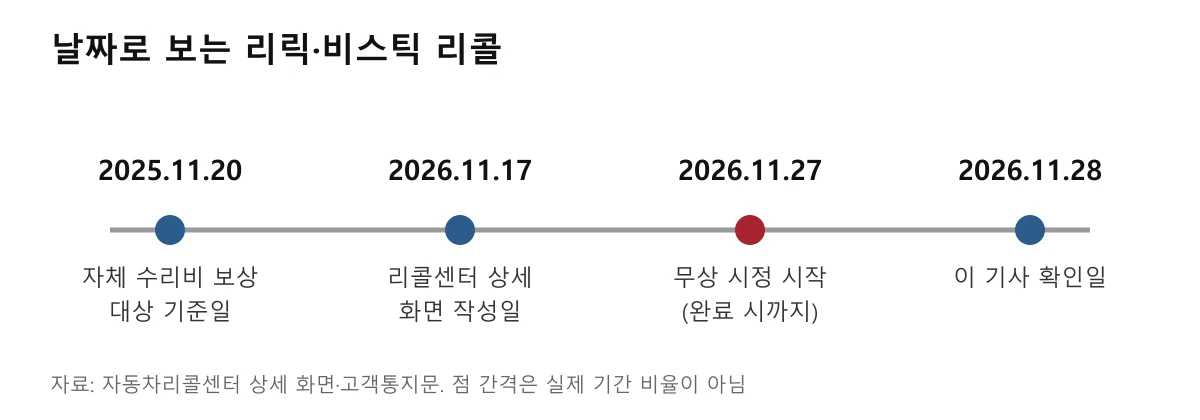 날짜로 보는 리릭·비스틱 리콜
2025.11.20
2026.11.17
2026.11.27
2026.11.28
자체 수리비 보상
대상 기준일
리콜센터 상세
화면 작성일
무상 시정 시작
(완료 시까지)
이 기사 확인일
자료: 자동차리콜센터 상세 화면·고객통지문. 점 간격은 실제 기간 비율이 아님